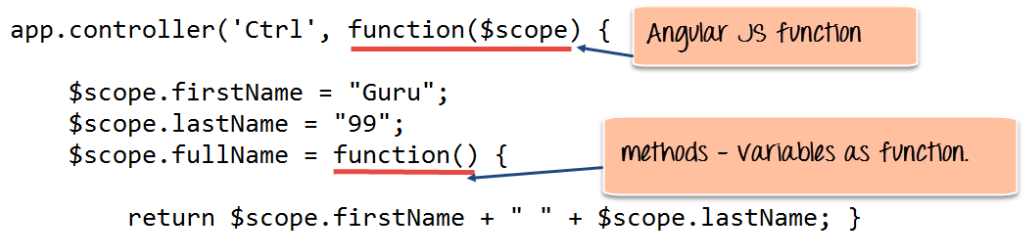 app.controller('Ctrl', function($scope) {
Angular JS function
$scope.firstName = "Guru";
$scope.lastName = "99";
$scope.fullName = function() {
methods - variables as function.
return $scope.firstName + " " + $scope.lastName; }